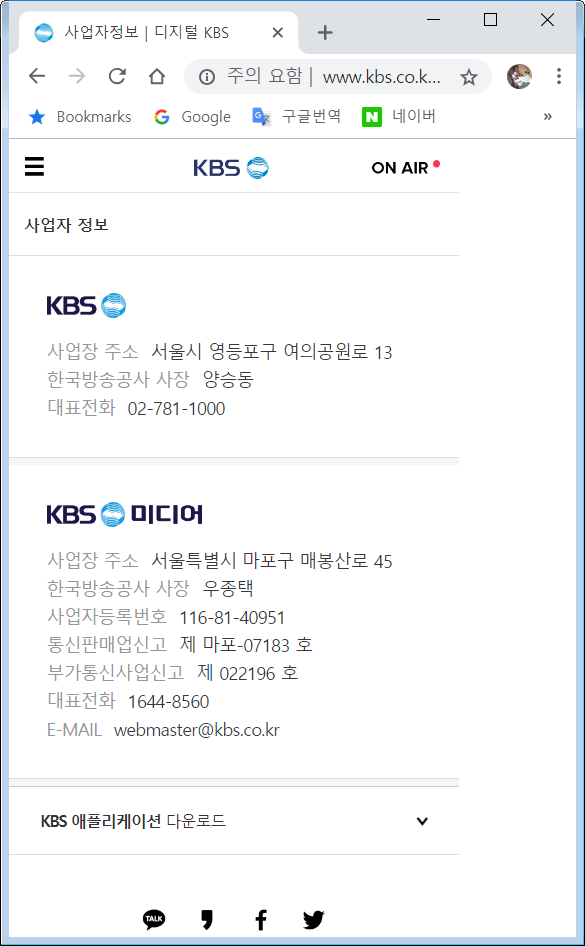 사업자정보 | 디지털 KBS
주의 요함 | www.kbs.co.k...
Bookmarks Google 구글번역 네이버 »
KBS ON AIR
사업자 정보
KBS
사업장 주소 서울시 영등포구 여의공원로 13
한국방송공사 사장 양승동
대표전화 02-781-1000
KBS 미디어
사업장 주소 서울특별시 마포구 매봉산로 45
한국방송공사 사장 우종택
사업자등록번호 116-81-40951
통신판매업신고 제 마포-07183 호
부가통신사업신고 제 022196 호
대표전화 1644-8560
E-MAIL webmaster@kbs.co.kr
KBS 애플리케이션 다운로드
TALK